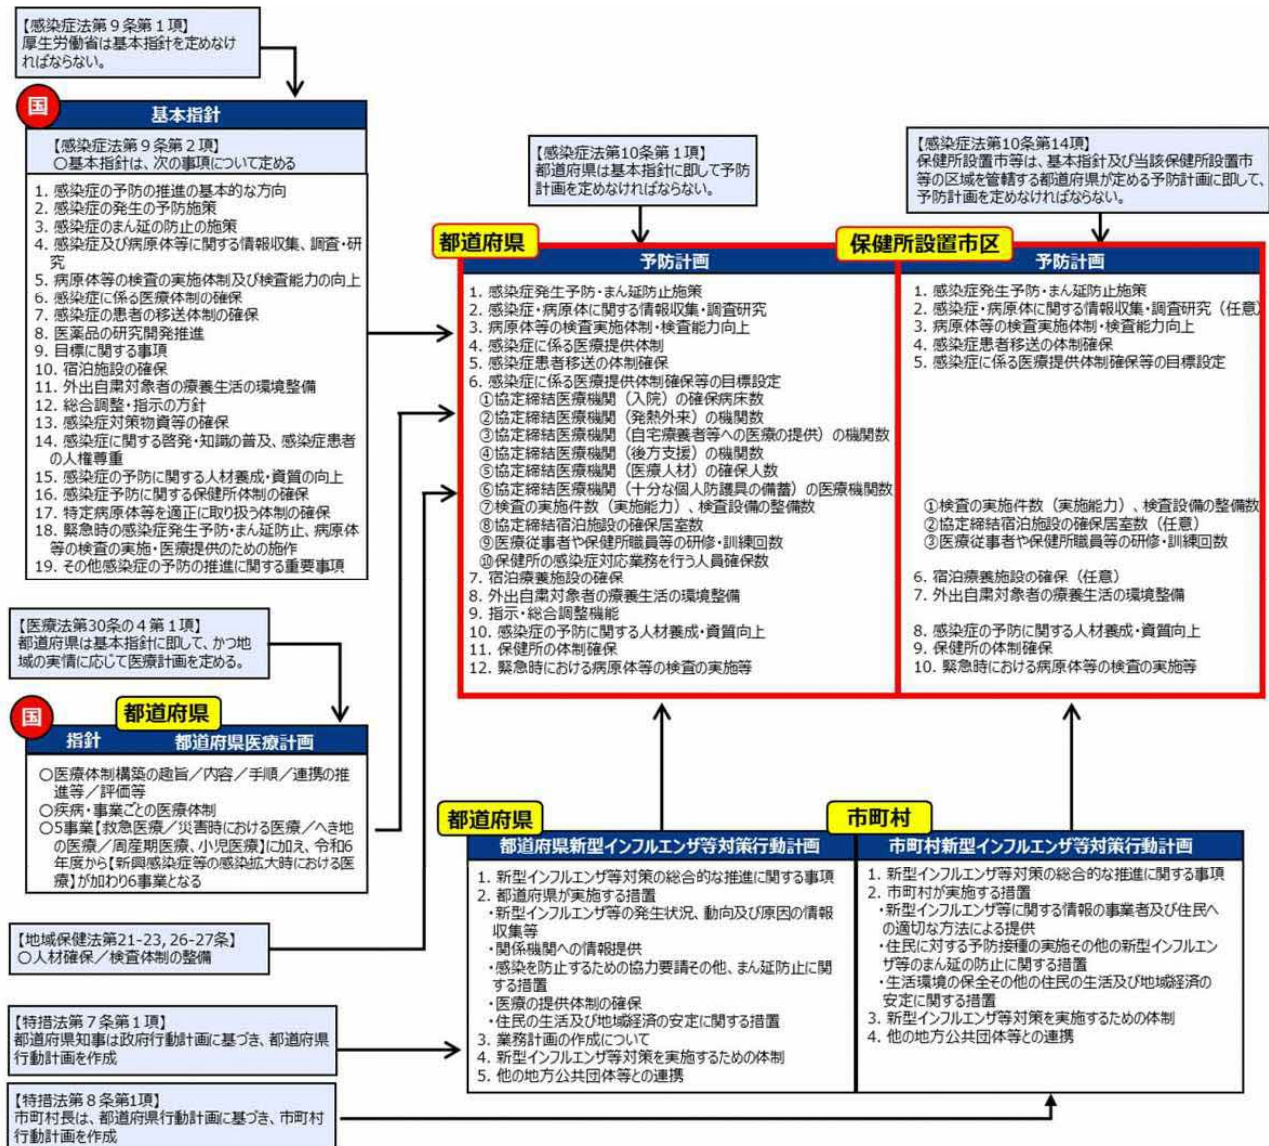 【感染症法第９条第１項】
厚生労働省は基本指針を定めなけ
ればならない。
国
基本指針
【感染症法第９条第２項】
○基本指針は、次の事項について定める
1. 感染症の予防の推進の基本的な方向
2. 感染症の発生の予防施策
3. 感染症のまん延の防止の施策
4. 感染症及び病原体等に関する情報収集、調査・研
究
5. 病原体等の検査の実施体制及び検査能力の向上
6. 感染症に係る医療体制の確保
7. 感染症の患者の移送体制の確保
8. 医薬品の研究開発推進
9. 目標に関する事項
10. 宿泊施設の確保
11. 外出自粛対象者の療養生活の環境整備
12. 総合調整・指示の方針
13. 感染症対策物資等の確保
14. 感染症に関する啓発・知識の普及、感染症患者
の人権尊重
15. 感染症の予防に関する人材養成・資質の向上
16. 感染症予防に関する保健所体制の確保
17. 特定病原体等を適正に取り扱う体制の確保
18. 緊急時の感染症発生予防・まん延防止、病原体
等の検査の実施・医療提供のための施作
19. その他感染症の予防の推進に関する重要事項
【医療法第30条の４第１項】
都道府県は基本指針に即して、かつ地
域の実情に応じて医療計画を定める。
国
都道府県
指針 都道府県医療計画
○医療体制構築の趣旨／内容／手順／連携の推
進等／評価等
○疾病・事業ごとの医療体制
○5事業【救急医療／災害時における医療／へき地
の医療／周産期医療、小児医療】に加え、令和6
年度から【新興感染症等の感染拡大時における医
療】が加わり6事業となる
【地域保健法第21-23, 26-27条】
○人材確保／検査体制の整備
【特措法第７条第１項】
都道府県知事は政府行動計画に基づき、都道府県
行動計画を作成
【特措法第８条第1項】
市町村長は、都道府県行動計画に基づき、市町村
行動計画を作成
【感染症法第10条第１項】
都道府県は基本指針に即して予防
計画を定めなければならない。
都道府県
予防計画
1. 感染症発生予防・まん延防止施策
2. 感染症・病原体に関する情報収集・調査研究
3. 病原体等の検査実施体制・検査能力向上
4. 感染症に係る医療提供体制
5. 感染症患者移送の体制確保
6. 感染症に係る医療提供体制確保等の目標設定
①協定締結医療機関（入院）の確保病床数
②協定締結医療機関（発熱外来）の機関数
③協定締結医療機関（自宅療養者等への医療の提供）の機関数
④協定締結医療機関（後方支援）の機関数
⑤協定締結医療機関（医療人材）の確保人数
⑥協定締結医療機関（十分な個人防護具の備蓄）の医療機関数
⑦検査の実施件数（実施能力）、検査設備の整備数
⑧協定締結宿泊施設の確保居室数
⑨医療従事者や保健所職員等の研修・訓練回数
⑩保健所の感染症対応業務を行う人員確保数
7. 宿泊療養施設の確保
8. 外出自粛対象者の療養生活の環境整備
9. 指示・総合調整機能
10. 感染症の予防に関する人材養成・資質向上
11. 保健所の体制確保
12. 緊急時における病原体等の検査の実施等
【感染症法第10条第14項】
保健所設置市等は、基本指針及び当該保健所設置市
等の区域を管轄する都道府県が定める予防計画に即して、
予防計画を定めなければならない。
保健所設置市区
予防計画
1. 感染症発生予防・まん延防止施策
2. 感染症・病原体に関する情報収集・調査研究（任意）
3. 病原体等の検査実施体制・検査能力向上
4. 感染症患者移送の体制確保
5. 感染症に係る医療提供体制確保等の目標設定
①検査の実施件数（実施能力）、検査設備の整備数
②協定締結宿泊施設の確保居室数（任意）
③医療従事者や保健所職員等の研修・訓練回数
6. 宿泊療養施設の確保（任意）
7. 外出自粛対象者の療養生活の環境整備
8. 感染症の予防に関する人材養成・資質向上
9. 保健所の体制確保
10. 緊急時における病原体等の検査の実施等
都道府県
都道府県新型インフルエンザ等対策行動計画
1. 新型インフルエンザ等対策の総合的な推進に関する事項
2. 都道府県が実施する措置
・新型インフルエンザ等の発生状況、動向及び原因の情報
収集等
・関係機関への情報提供
・感染を防止するための協力要請その他、まん延防止に関
する措置
・医療の提供体制の確保
・住民の生活及び地域経済の安定に関する措置
3. 業務計画の作成について
4. 新型インフルエンザ等対策を実施するための体制
5. 他の地方公共団体等との連携
市町村
市町村新型インフルエンザ等対策行動計画
1. 新型インフルエンザ等対策の総合的な推進に関する事項
2. 市町村が実施する措置
・新型インフルエンザ等に関する情報の事業者及び住民へ
の適切な方法による提供
・住民に対する予防接種の実施その他の新型インフルエン
ザ等のまん延の防止に関する措置
・生活環境の保全その他の住民の生活及び地域経済の
安定に関する措置
3. 新型インフルエンザ等対策を実施するための体制
4. 他の地方公共団体等との連携